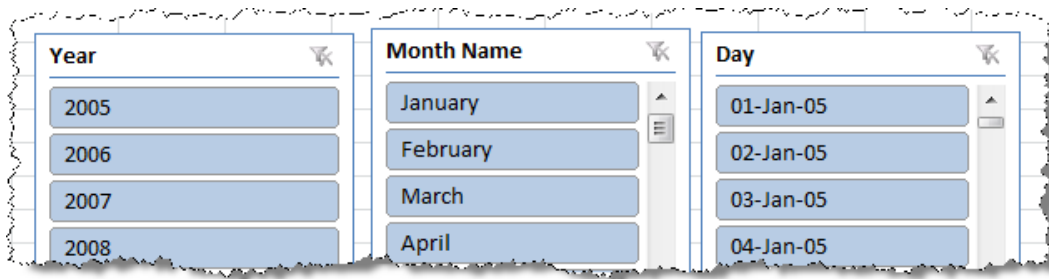 Year
2005
2006
2007
2008
Month Name
January
February
March
April
Day
01-Jan-05
02-Jan-05
03-Jan-05
04-Jan-05